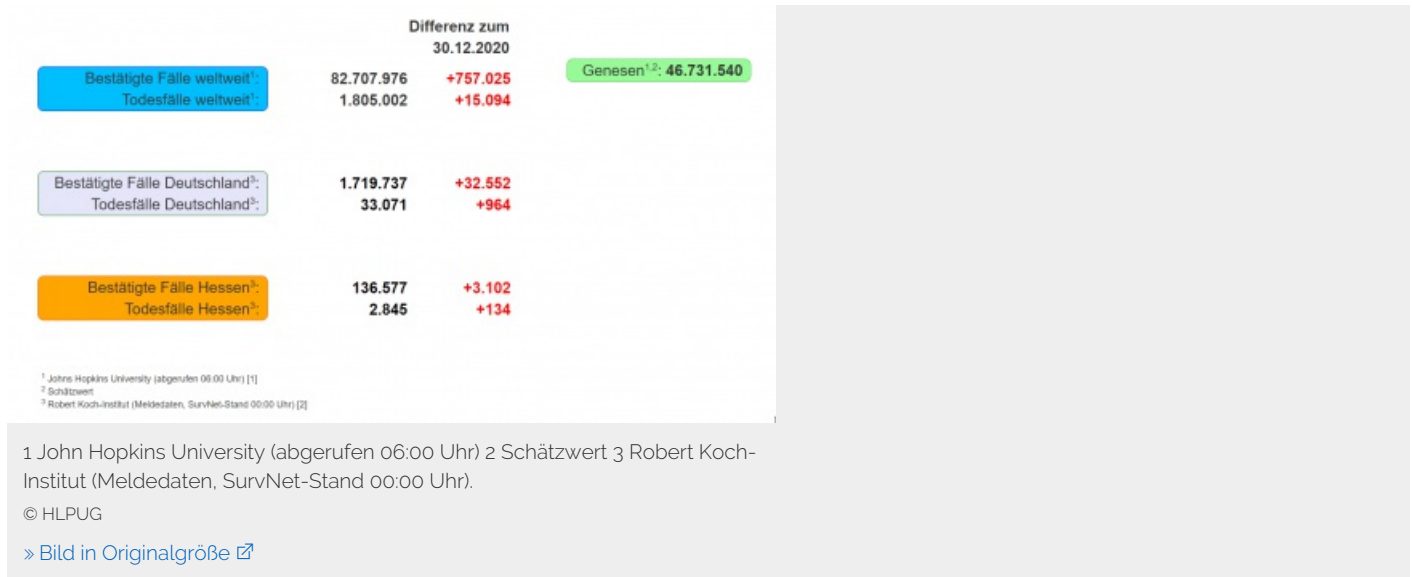 Differenz zum
30.12.2020
Bestätigte Fälle weltweit¹: 82.707.976 +757.025 Genesen¹,²: 46.731.540
Todesfälle weltweit¹: 1.805.002 +15.094
Bestätigte Fälle Deutschland³: 1.719.737 +32.552
Todesfälle Deutschland³: 33.071 +964
Bestätigte Fälle Hessen³: 136.577 +3.102
Todesfälle Hessen³: 2.845 +134
¹ Johns Hopkins University (abgerufen 06:00 Uhr) [1]
² Schätzwert
³ Robert Koch-Institut (Meldedaten, SurvNet-Stand 00:00 Uhr) [2]
1 John Hopkins University (abgerufen 06:00 Uhr) 2 Schätzwert 3 Robert Koch-
Institut (Meldedaten, SurvNet-Stand 00:00 Uhr).
© HLPUG
» Bild in Originalgröße